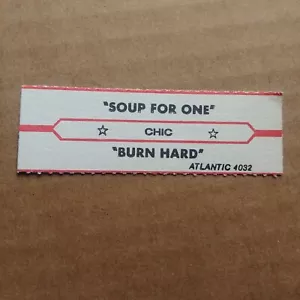 "SOUP FOR ONE"
☆ CHIC ☆
"BURN HARD"
ATLANTIC 4032